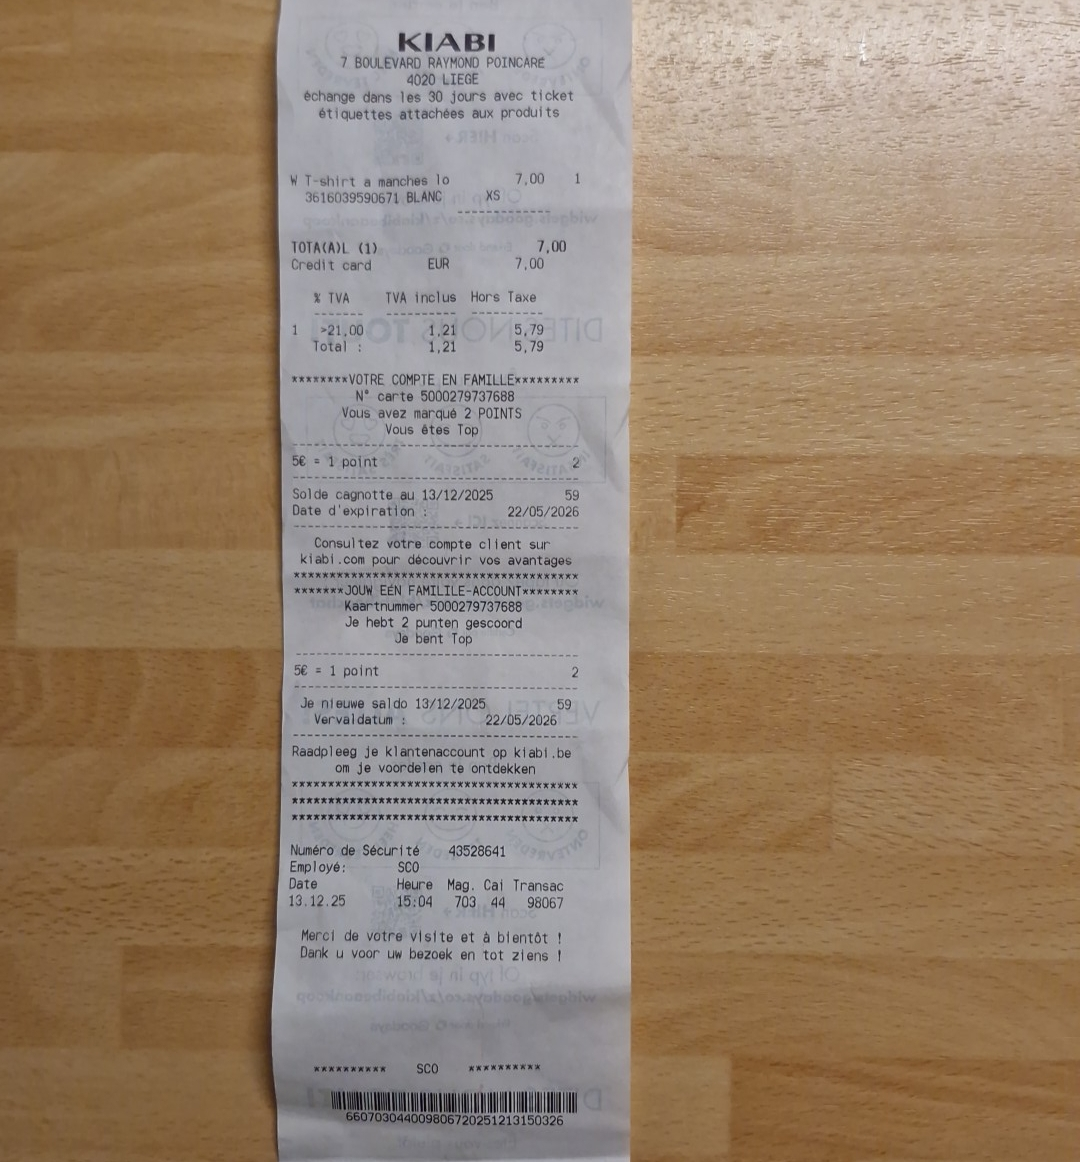 KIABI
7 BOULEVARD RAYMOND POINCARÉ
4020 LIEGE
échange dans les 30 jours avec ticket
étiquettes attachées aux produits
W T-shirt a manches lo 7,00 1
3616039590671 BLANC XS
------------
TOTA(A)L (1) 7,00
Credit card EUR 7,00
% TVA TVA inclus Hors Taxe
----- ---------- ---------
1 >21,00 1,21 5,79
Total : 1,21 5,79
********VOTRE COMPTE EN FAMILLE*********
N° carte 5000279737688
Vous avez marqué 2 POINTS
Vous êtes Top
----------------------------------------
5€ = 1 point 2
----------------------------------------
Solde cagnotte au 13/12/2025 59
Date d'expiration : 22/05/2026
----------------------------------------
Consultez votre compte client sur
kiabi.com pour découvrir vos avantages
****************************************
*******JOUW EEN FAMILILE-ACCOUNT********
Kaartnummer 5000279737688
Je hebt 2 punten gescoord
Je bent Top
----------------------------------------
5€ = 1 point 2
----------------------------------------
Je nieuwe saldo 13/12/2025 59
Vervaldatum : 22/05/2026
----------------------------------------
Raadpleeg je klantenaccount op kiabi.be
om je voordelen te ontdekken
****************************************
****************************************
****************************************
Numéro de Sécurité 43528641
Employé: SCO
Date Heure Mag. Cai Transac
13.12.25 15:04 703 44 98067
Merci de votre visite et à bientôt !
Dank u voor uw bezoek en tot ziens !
********** SCO **********
660703044009806720251213150326